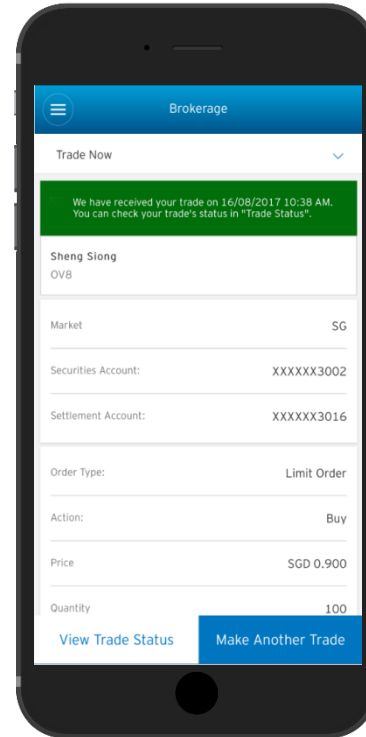 Brokerage
Trade Now
We have received your trade on 16/08/2017 10:38 AM.
You can check your trade's status in "Trade Status".
Sheng Siong
OV8
Market SG
Securities Account: XXXXXX3002
Settlement Account: XXXXXX3016
Order Type: Limit Order
Action: Buy
Price SGD 0.900
Quantity 100
View Trade Status Make Another Trade